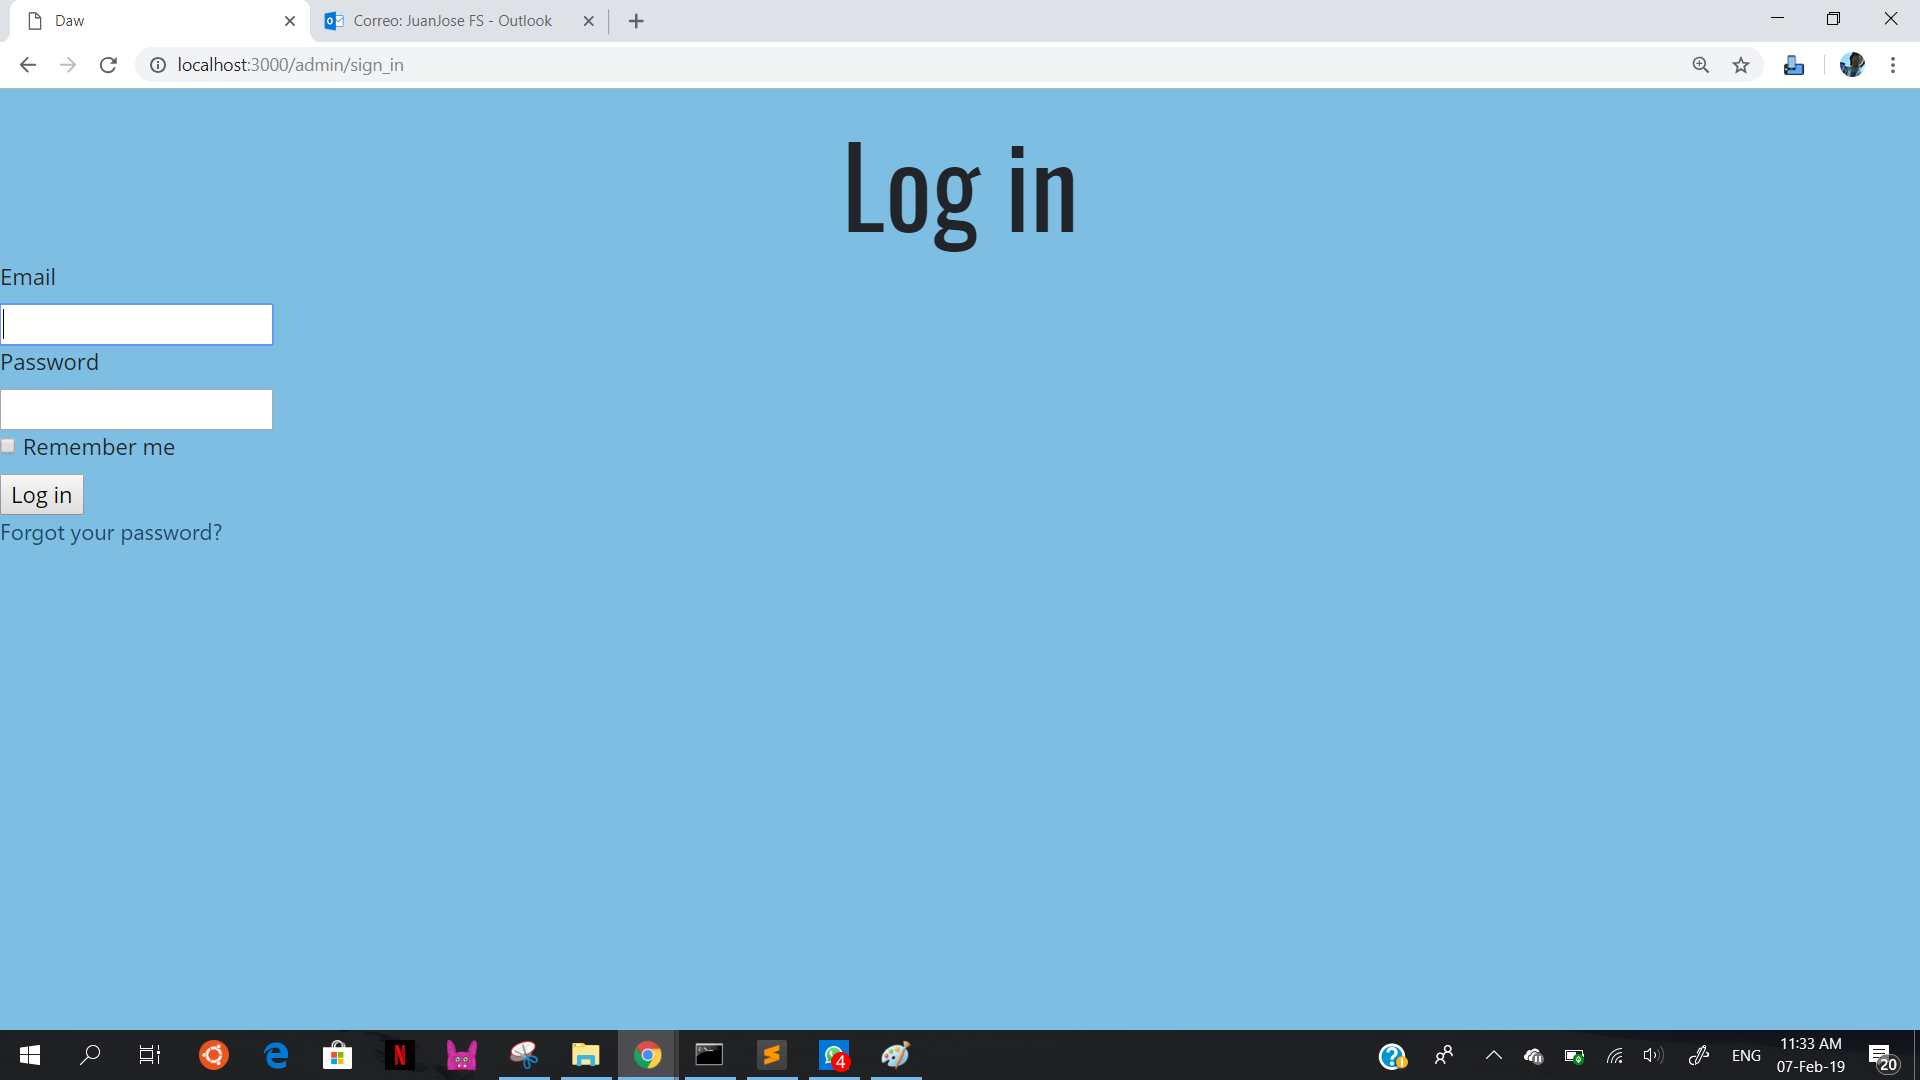 Daw
Correo: JuanJose FS - Outlook
localhost:3000/admin/sign_in
Log in
Email
Password
Remember me
Log in
Forgot your password?
N
4
ENG
11:33 AM
07-Feb-19
20